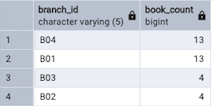 branch_id book_count
character varying (5) bigint
1 B04 13
2 B01 13
3 B03 4
4 B02 4